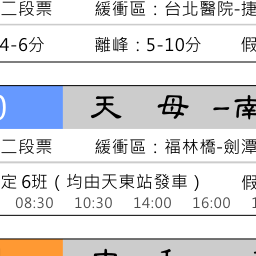 二段票 緩衝區：台北醫院-捷
4-6分 離峰：5-10分 假
0 天 母 -南
二段票 緩衝區：福林橋-劍潭
定 6班（均由天東站發車） 假
08:30 10:30 14:00 16:00 1